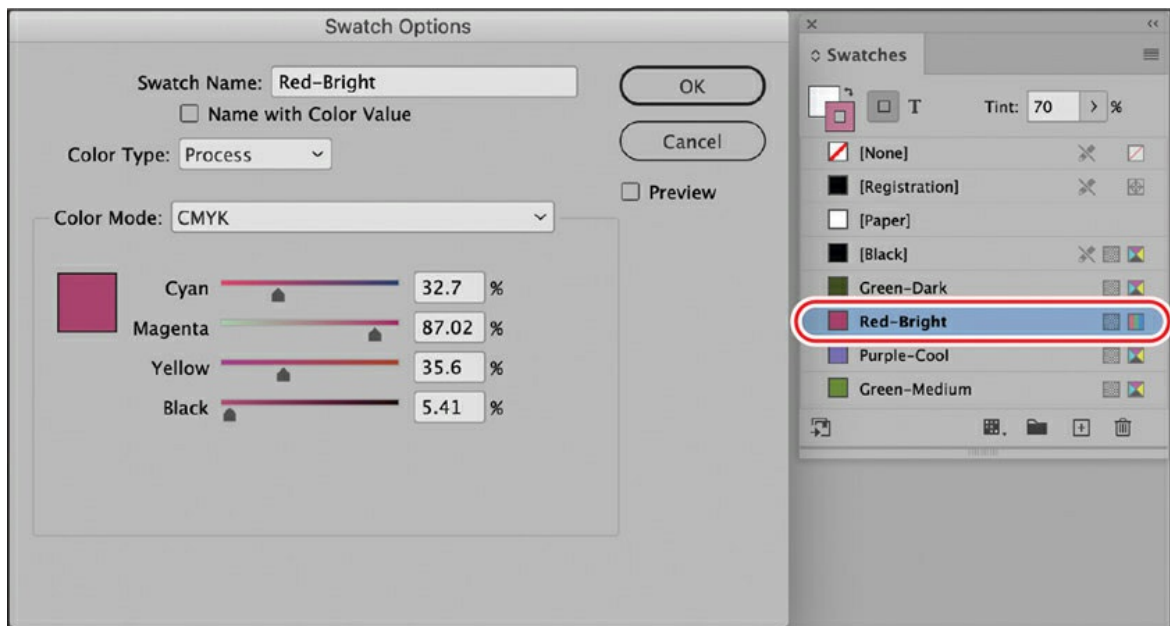 Swatch Options
Swatch Name: Red-Bright
Name with Color Value
Color Type: Process
Color Mode: CMYK
Cyan 32.7 %
Magenta 87.02 %
Yellow 35.6 %
Black 5.41 %
OK
Cancel
Preview
Swatches
T Tint: 70 %
[None]
[Registration]
[Paper]
[Black]
Green-Dark
Red-Bright
Purple-Cool
Green-Medium